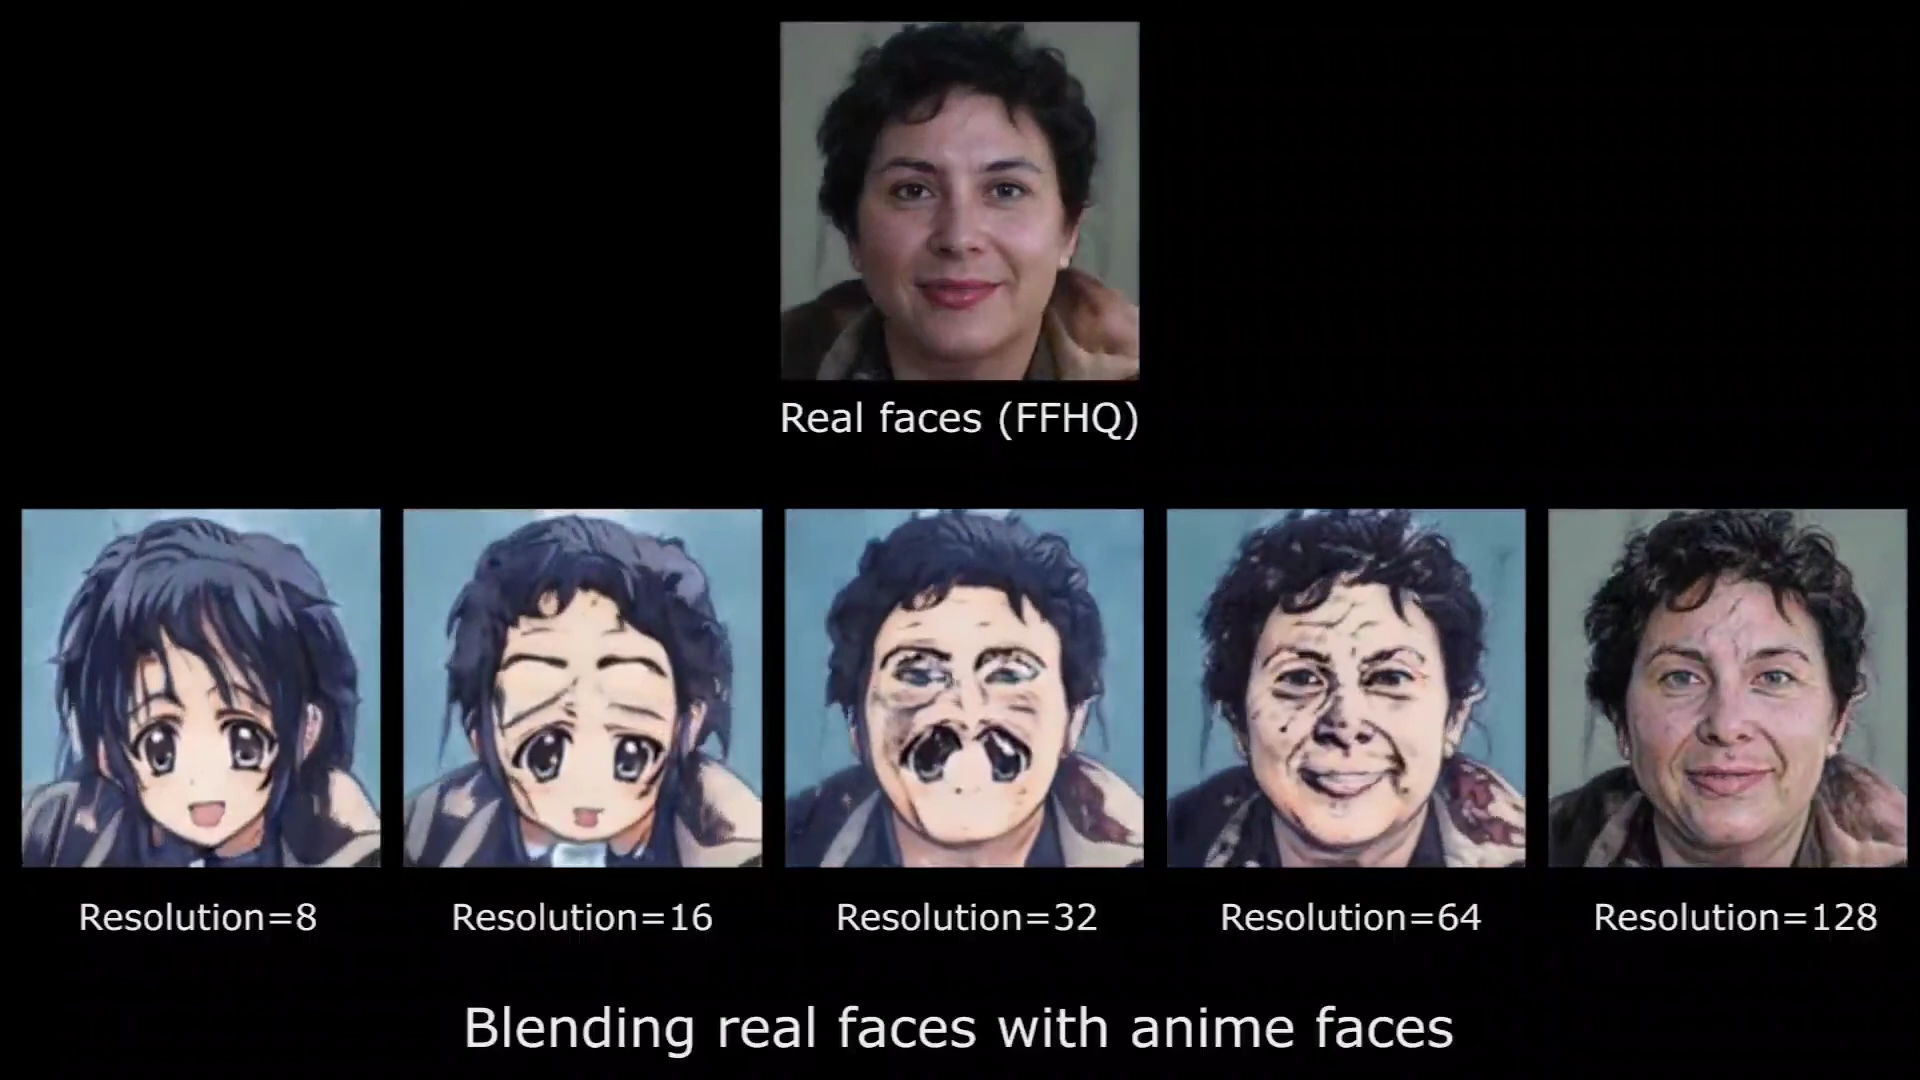 Real faces (FFHQ)
Resolution=8
Resolution=16
Resolution=32
Resolution=64
Resolution=128
Blending real faces with anime faces